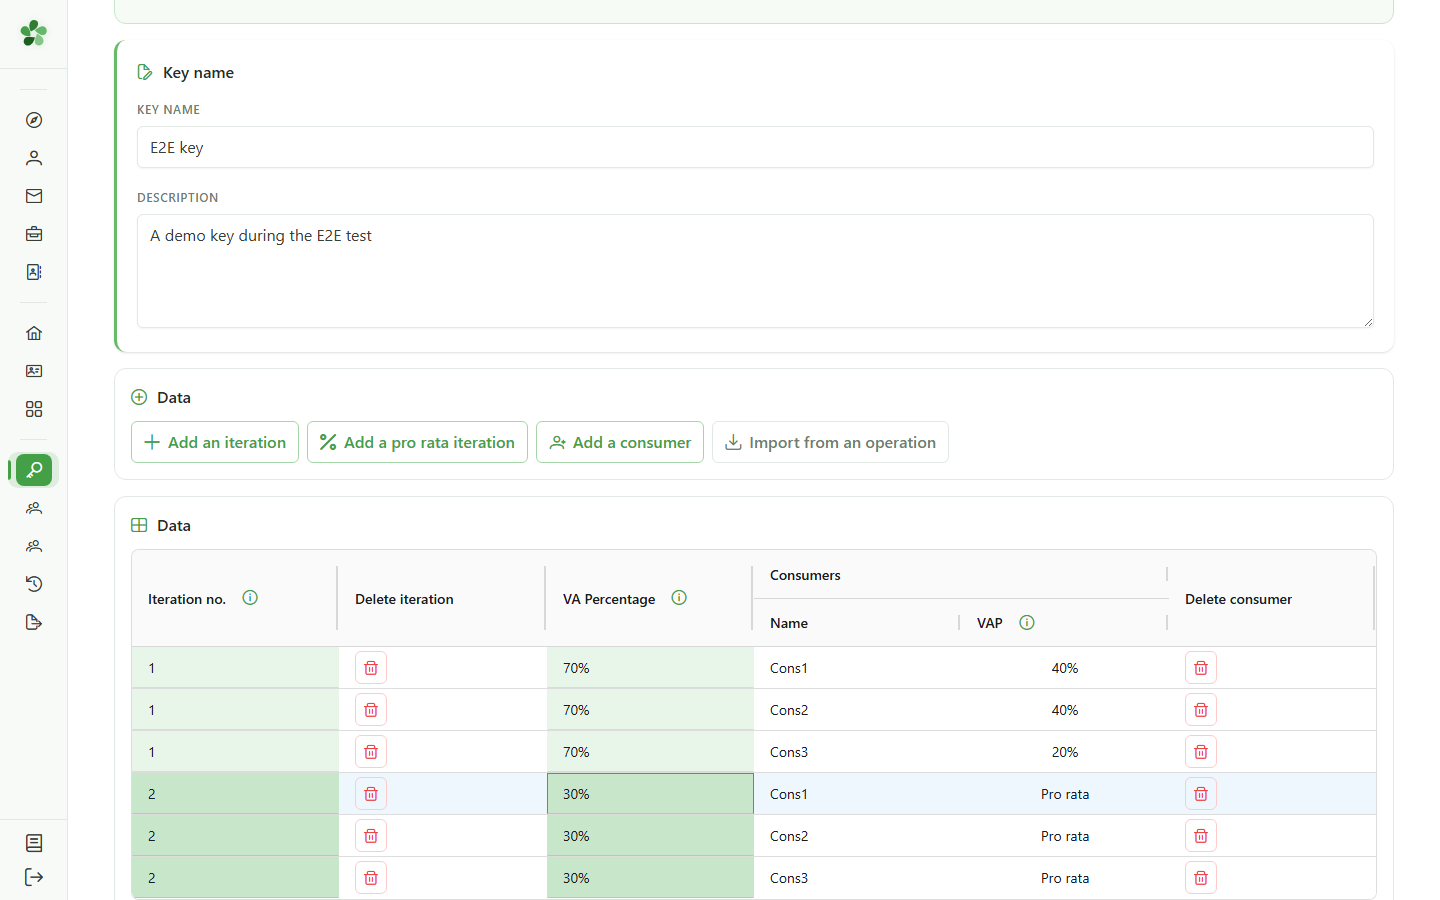 Key name
KEY NAME
E2E key
DESCRIPTION
A demo key during the E2E test
Data
Add an iteration
Add a pro rata iteration
Add a consumer
Import from an operation
Data
Iteration no.
Delete iteration
VA Percentage
Consumers
Name
VAP
Delete consumer
1 70% Cons1 40%
1 70% Cons2 40%
1 70% Cons3 20%
2 30% Cons1 Pro rata
2 30% Cons2 Pro rata
2 30% Cons3 Pro rata